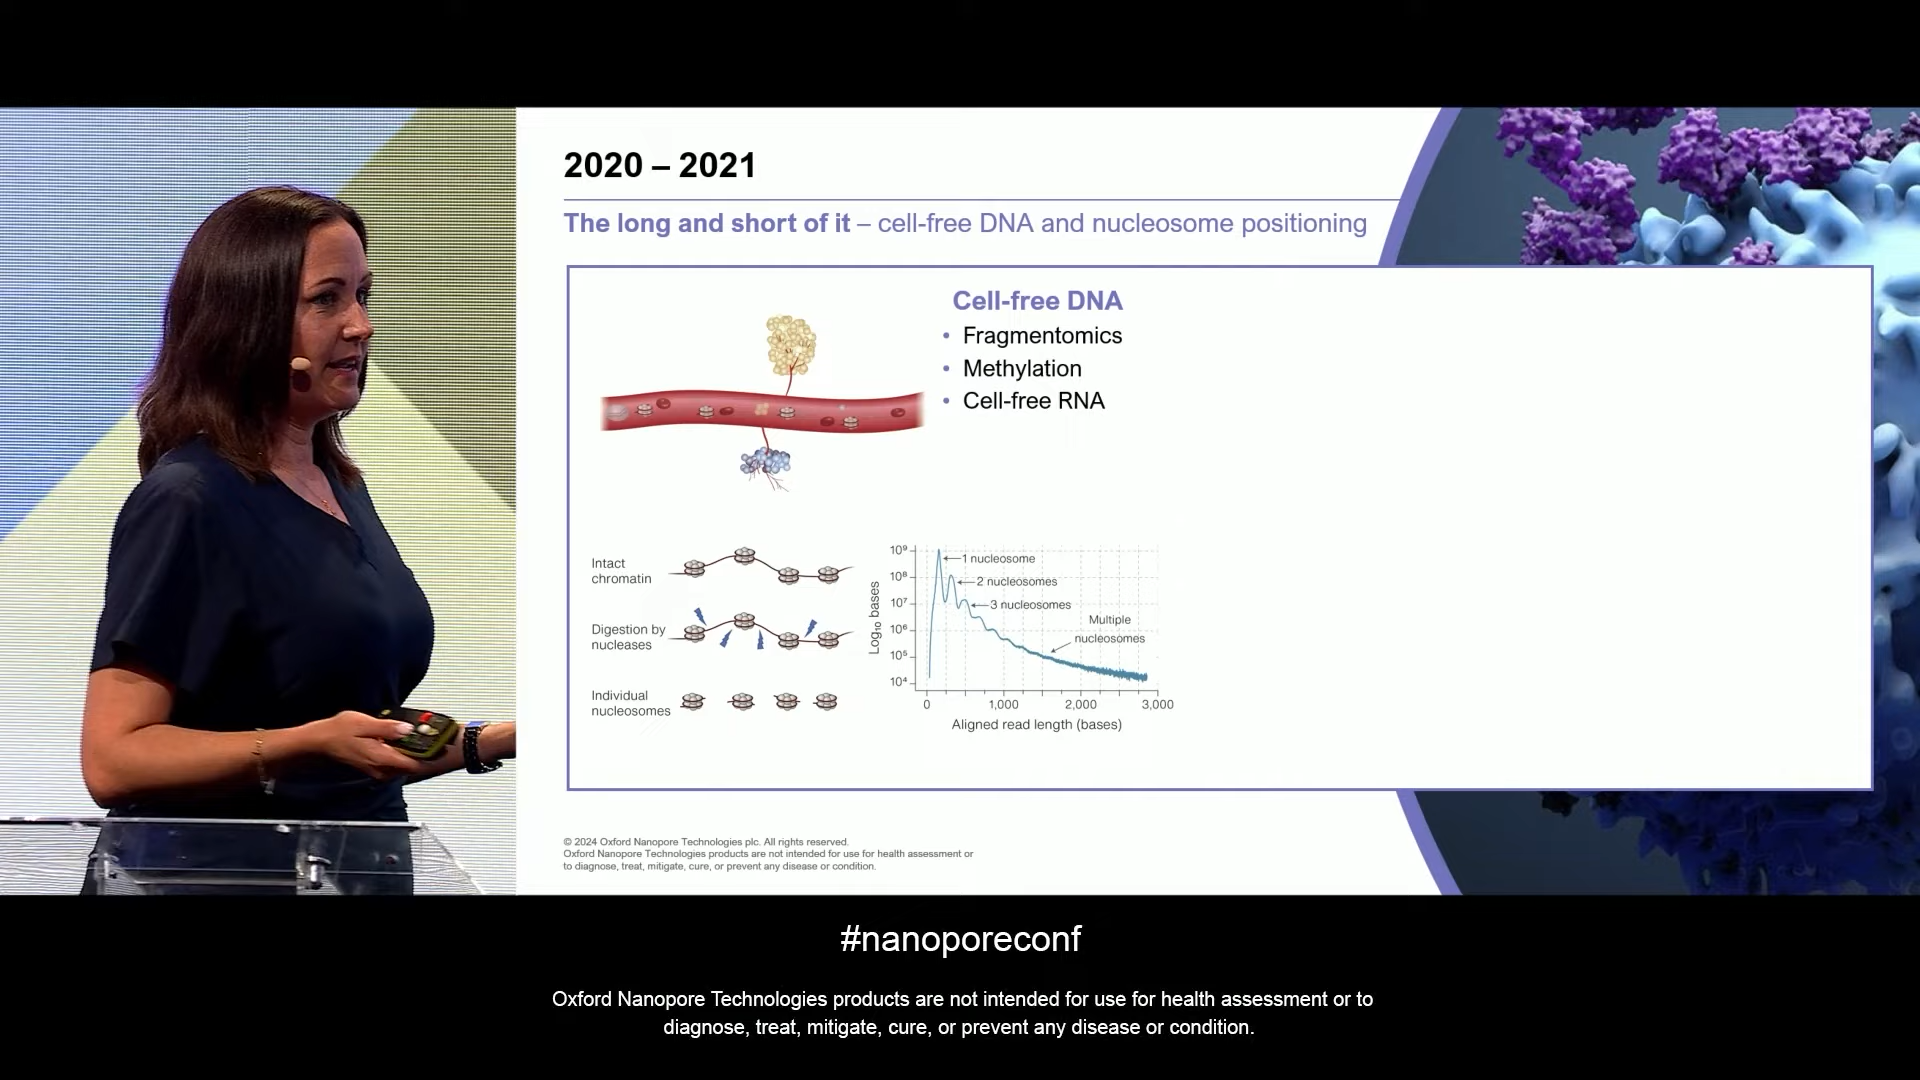 2020 – 2021
The long and short of it – cell-free DNA and nucleosome positioning
Cell-free DNA
• Fragmentomics
• Methylation
• Cell-free RNA
Intact
chromatin
Digestion by
nucleases
Individual
nucleosomes
Log₁₀ bases
10⁹
10⁸
10⁷
10⁶
10⁵
10⁴
1 nucleosome
2 nucleosomes
3 nucleosomes
Multiple
nucleosomes
0 1,000 2,000 3,000
Aligned read length (bases)
© 2024 Oxford Nanopore Technologies plc. All rights reserved.
Oxford Nanopore Technologies products are not intended for use for health assessment or
to diagnose, treat, mitigate, cure, or prevent any disease or condition.
#nanoporeconf
Oxford Nanopore Technologies products are not intended for use for health assessment or to
diagnose, treat, mitigate, cure, or prevent any disease or condition.